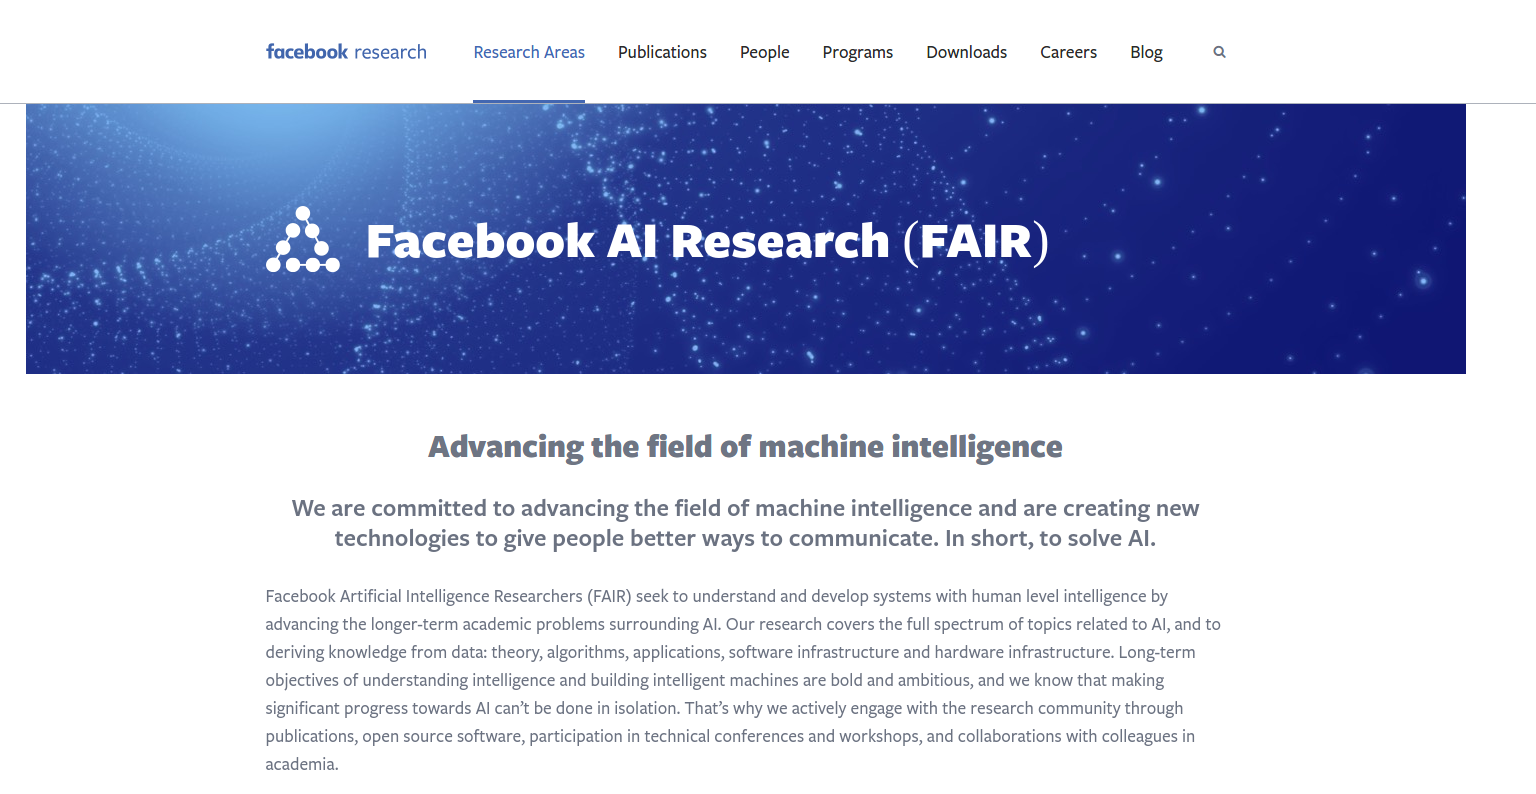 facebook research Research Areas Publications People Programs Downloads Careers Blog
Facebook AI Research (FAIR)
Advancing the field of machine intelligence
We are committed to advancing the field of machine intelligence and are creating new
technologies to give people better ways to communicate. In short, to solve AI.
Facebook Artificial Intelligence Researchers (FAIR) seek to understand and develop systems with human level intelligence by
advancing the longer-term academic problems surrounding AI. Our research covers the full spectrum of topics related to AI, and to
deriving knowledge from data: theory, algorithms, applications, software infrastructure and hardware infrastructure. Long-term
objectives of understanding intelligence and building intelligent machines are bold and ambitious, and we know that making
significant progress towards AI can’t be done in isolation. That’s why we actively engage with the research community through
publications, open source software, participation in technical conferences and workshops, and collaborations with colleagues in
academia.